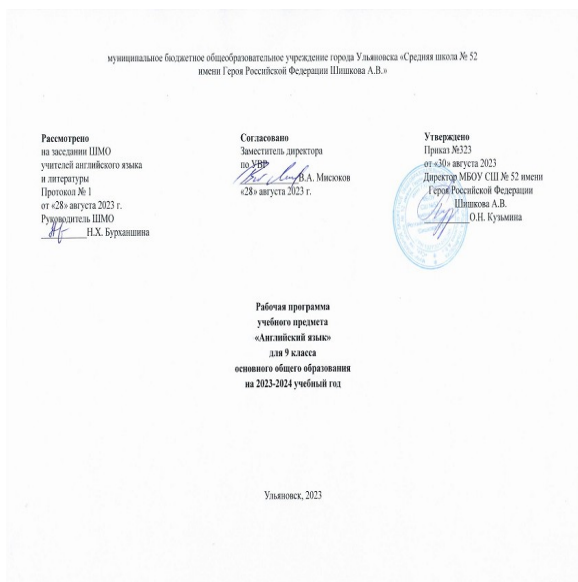 муниципальное бюджетное общеобразовательное учреждение города Ульяновска «Средняя школа № 52
имени Героя Российской Федерации Шишкова А.В.»
Рассмотрено
на заседании ШМО
учителей английского языка
и литературы
Протокол № 1
от «28» августа 2023 г.
Руководитель ШМО
Н.Х. Бурханшина
Согласовано
Заместитель директора
по УВР
В.А. Мисюков
«28» августа 2023 г.
Утверждено
Приказ №323
от «30» августа 2023
Директор МБОУ СШ № 52 имени
Героя Российской Федерации
Шишкова А.В.
О.Н. Кузьмина
Рабочая программа
учебного предмета
«Английский язык»
для 9 класса
основного общего образования
на 2023-2024 учебный год
Ульяновск, 2023